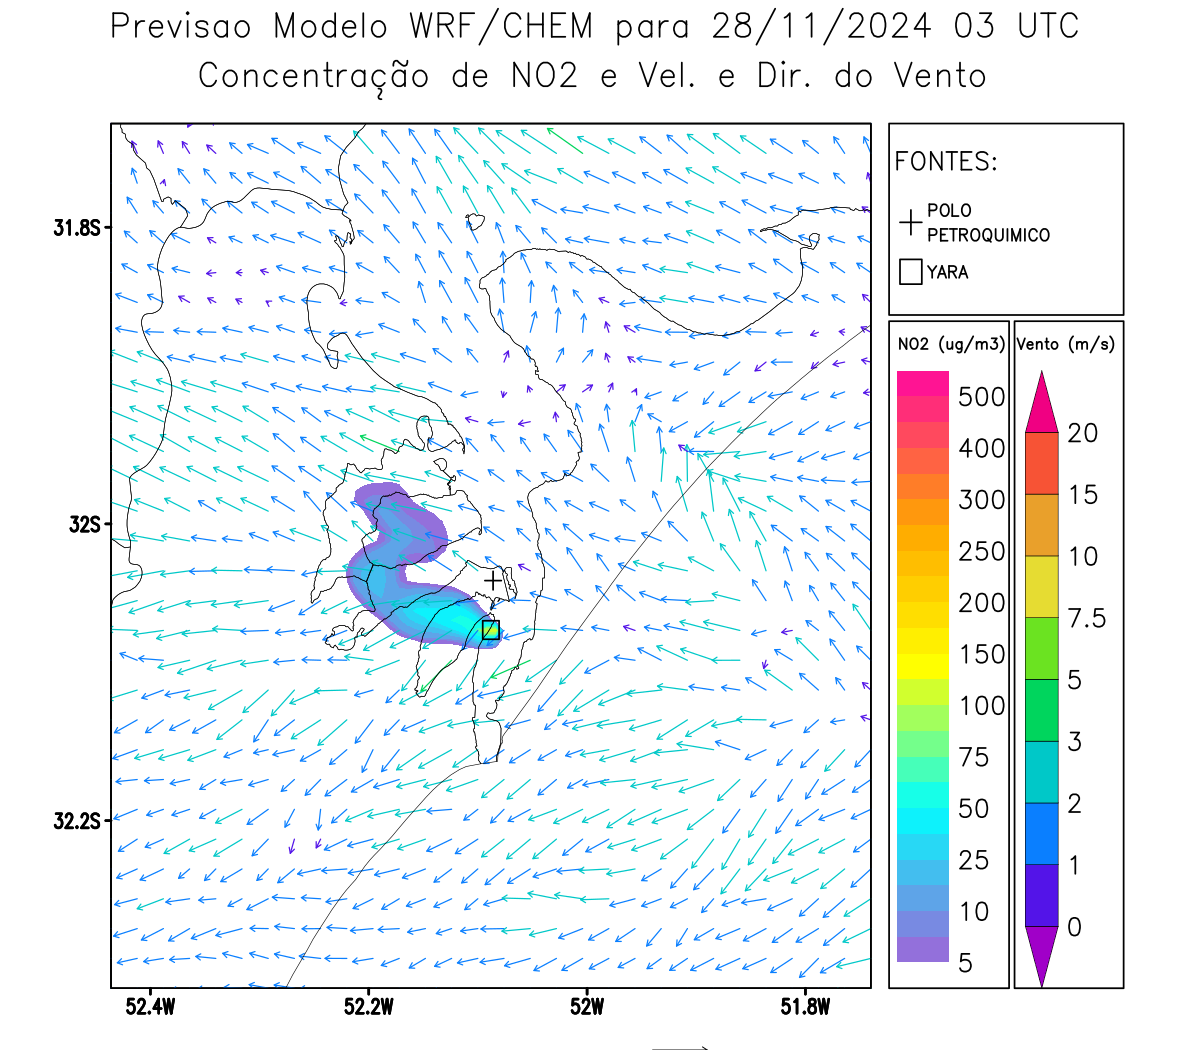 Previsao Modelo WRF/CHEM para 28/11/2024 03 UTC
Concentração de NO2 e Vel. e Dir. do Vento
31.8S
32S
32.2S
52.4W
52.2W
52W
51.8W
FONTES:
POLO
PETROQUIMICO
YARA
NO2 (ug/m3)
500
400
300
250
200
150
100
75
50
25
10
5
Vento (m/s)
20
15
10
7.5
5
3
2
1
0